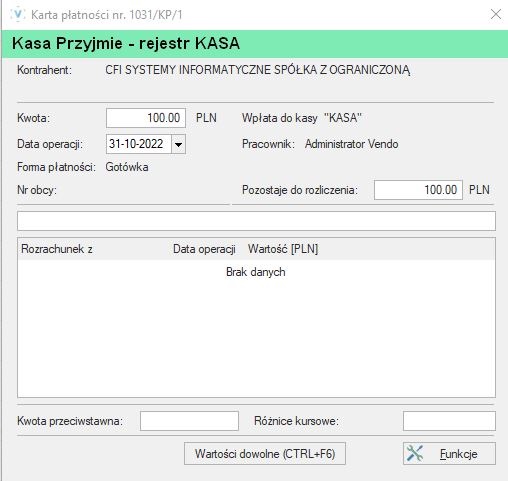 Karta płatności nr. 1031/KP/1
Kasa Przyjmie - rejestr KASA
Kontrahent: CFI SYSTEMY INFORMATYCZNE SPÓŁKA Z OGRANICZONĄ
Kwota: 100.00 PLN Wpłata do kasy "KASA"
Data operacji: 31-10-2022 Pracownik: Administrator Vendo
Forma płatności: Gotówka
Nr obcy: Pozostaje do rozliczenia: 100.00 PLN
Rozrachunek z Data operacji Wartość [PLN]
Brak danych
Kwota przeciwstawna: Różnice kursowe:
Wartości dowolne (CTRL+F6) Funkcje